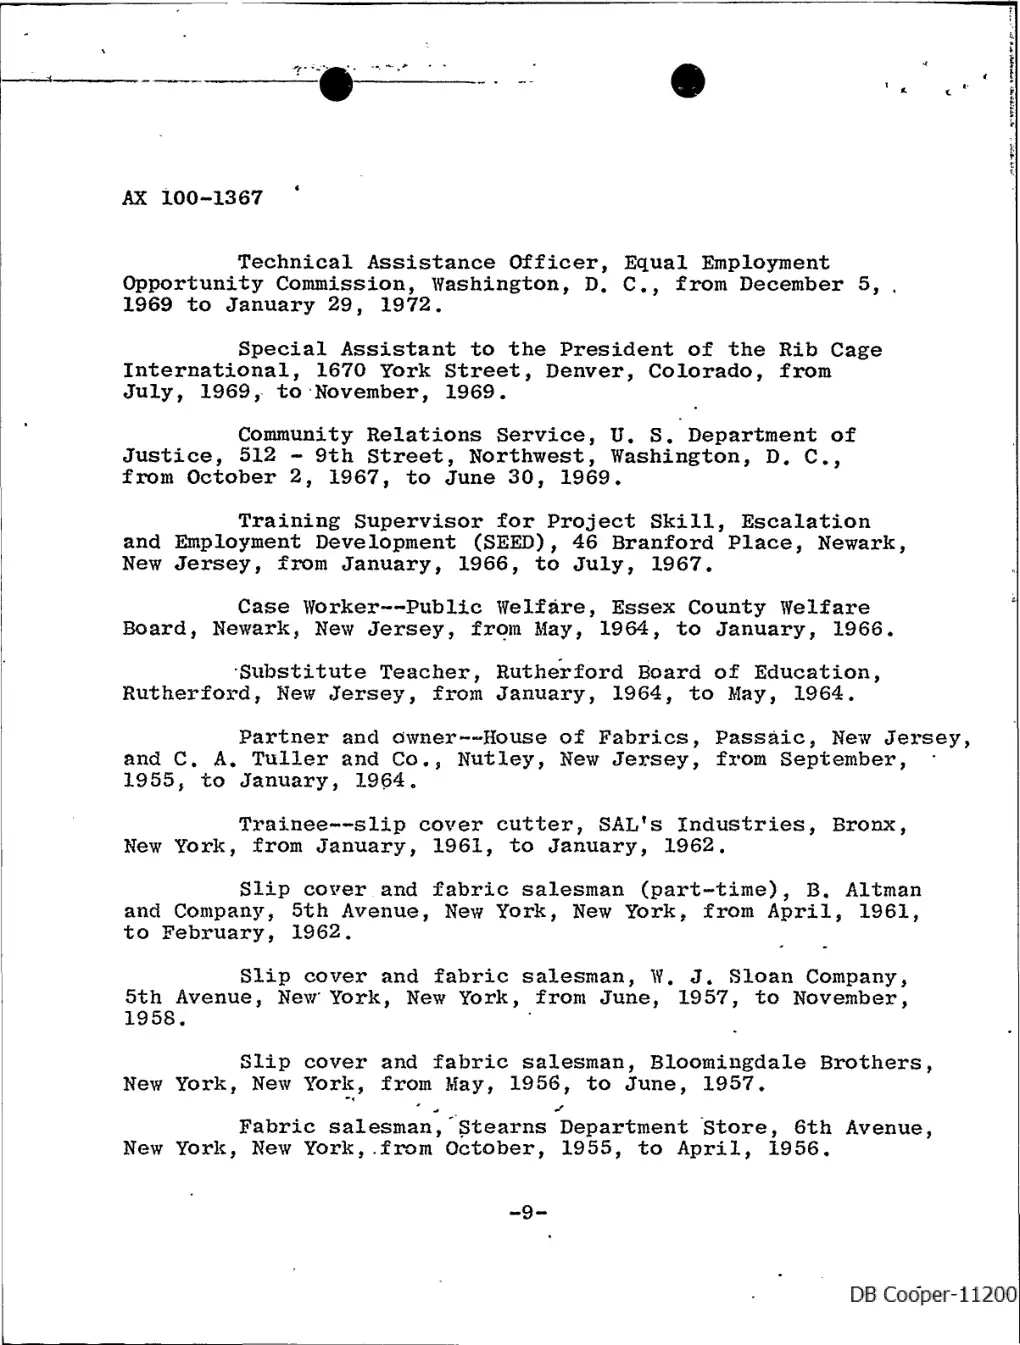 AX 100-1367
Technical Assistance Officer, Equal Employment
Opportunity Commission, Washington, D. C., from December 5,
1969 to January 29, 1972.
Special Assistant to the President of the Rib Cage
International, 1670 York Street, Denver, Colorado, from
July, 1969, to November, 1969.
Community Relations Service, U. S. Department of
Justice, 512 - 9th Street, Northwest, Washington, D. C.,
from October 2, 1967, to June 30, 1969.
Training Supervisor for Project Skill, Escalation
and Employment Development (SEED), 46 Branford Place, Newark,
New Jersey, from January, 1966, to July, 1967.
Case Worker--Public Welfare, Essex County Welfare
Board, Newark, New Jersey, from May, 1964, to January, 1966.
Substitute Teacher, Rutherford Board of Education,
Rutherford, New Jersey, from January, 1964, to May, 1964.
Partner and owner--House of Fabrics, Passaic, New Jersey,
and C. A. Tuller and Co., Nutley, New Jersey, from September,
1955, to January, 1964.
Trainee--slip cover cutter, SAL's Industries, Bronx,
New York, from January, 1961, to January, 1962.
Slip cover and fabric salesman (part-time), B. Altman
and Company, 5th Avenue, New York, New York, from April, 1961,
to February, 1962.
Slip cover and fabric salesman, W. J. Sloan Company,
5th Avenue, New York, New York, from June, 1957, to November,
1958.
Slip cover and fabric salesman, Bloomingdale Brothers,
New York, New York, from May, 1956, to June, 1957.
Fabric salesman, Stearns Department Store, 6th Avenue,
New York, New York, from October, 1955, to April, 1956.
-9-
DB Cooper-11200